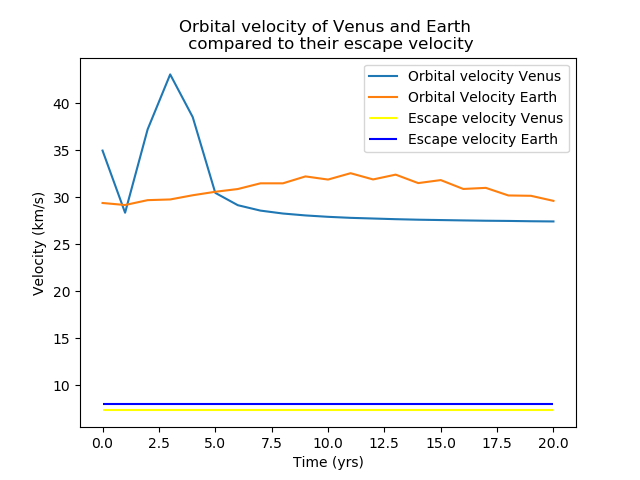 Orbital velocity of Venus and Earth
compared to their escape velocity
Orbital velocity Venus
Orbital Velocity Earth
Escape velocity Venus
Escape velocity Earth
Velocity (km/s)
40
35
30
25
20
15
10
0.0 2.5 5.0 7.5 10.0 12.5 15.0 17.5 20.0
Time (yrs)